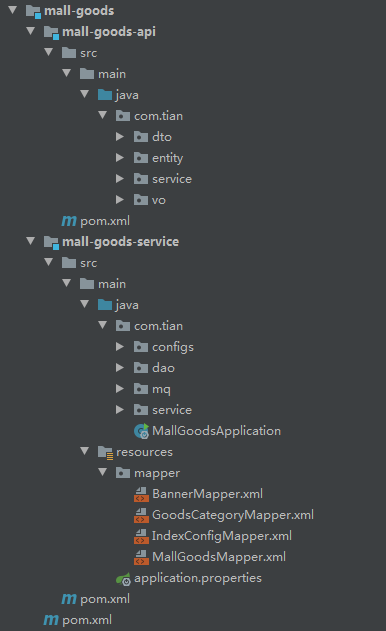 mall-goods
mall-goods-api
src
main
java
com.tian
dto
entity
service
vo
pom.xml
mall-goods-service
src
main
java
com.tian
configs
dao
mq
service
MallGoodsApplication
resources
mapper
BannerMapper.xml
GoodsCategoryMapper.xml
IndexConfigMapper.xml
MallGoodsMapper.xml
application.properties
pom.xml
pom.xml